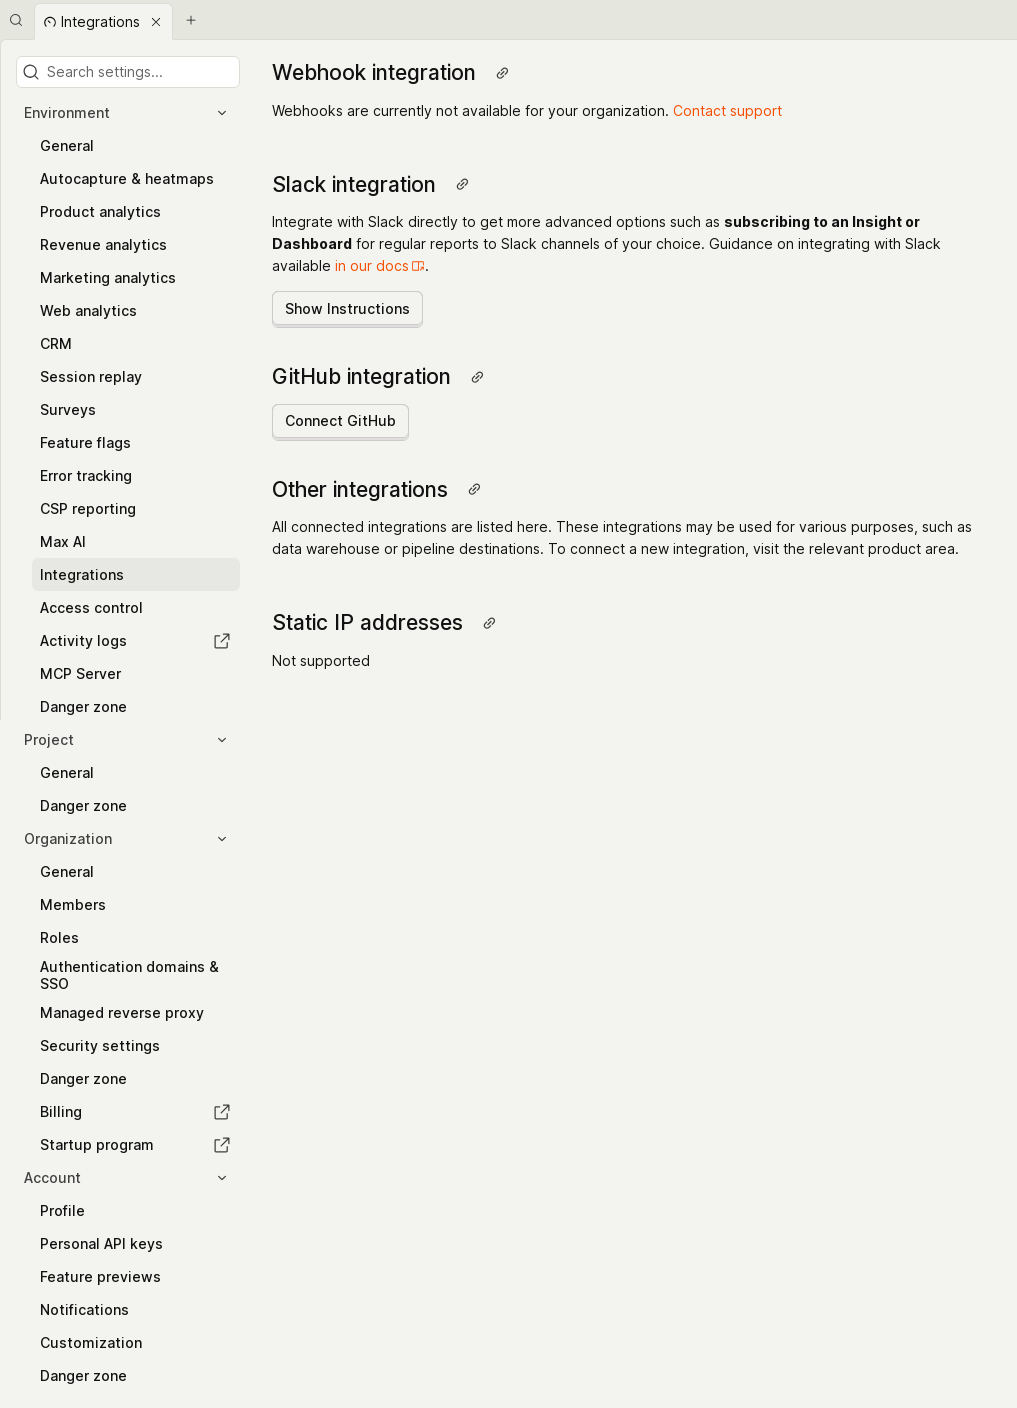 Integrations
Search settings...
Environment
General
Autocapture & heatmaps
Product analytics
Revenue analytics
Marketing analytics
Web analytics
CRM
Session replay
Surveys
Feature flags
Error tracking
CSP reporting
Max AI
Integrations
Access control
Activity logs
MCP Server
Danger zone
Project
General
Danger zone
Organization
General
Members
Roles
Authentication domains &
SSO
Managed reverse proxy
Security settings
Danger zone
Billing
Startup program
Account
Profile
Personal API keys
Feature previews
Notifications
Customization
Danger zone
Webhook integration
Webhooks are currently not available for your organization. Contact support
Slack integration
Integrate with Slack directly to get more advanced options such as subscribing to an Insight or
Dashboard for regular reports to Slack channels of your choice. Guidance on integrating with Slack
available in our docs.
Show Instructions
GitHub integration
Connect GitHub
Other integrations
All connected integrations are listed here. These integrations may be used for various purposes, such as
data warehouse or pipeline destinations. To connect a new integration, visit the relevant product area.
Static IP addresses
Not supported